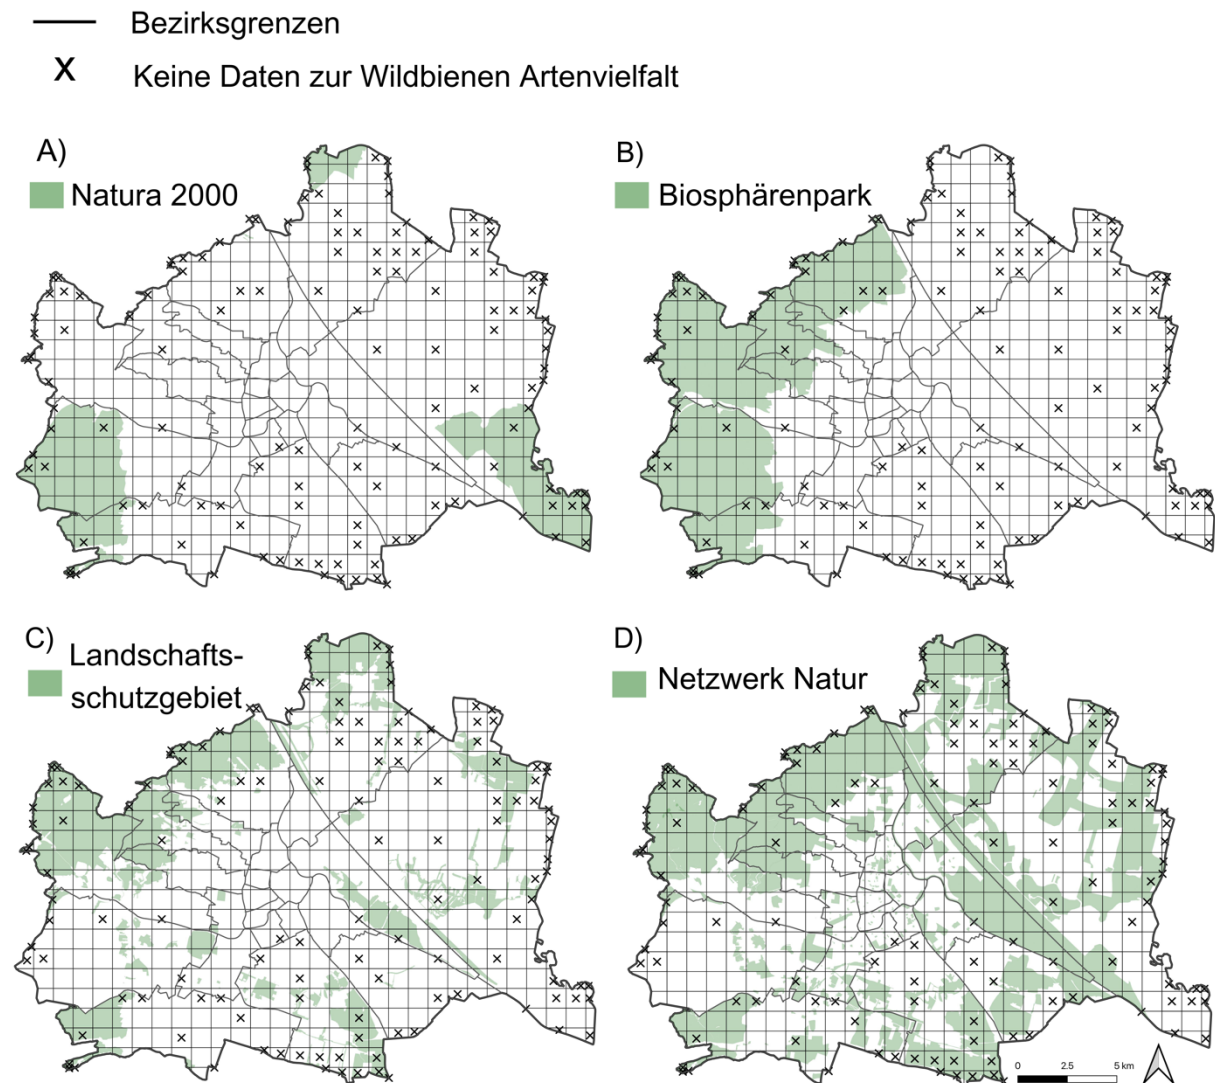 Bezirksgrenzen
x Keine Daten zur Wildbienen Artenvielfalt
A)
Natura 2000
B)
Biosphärenpark
C)
Landschafts-
schutzgebiet
D)
Netzwerk Natur
0 2.5 5 km